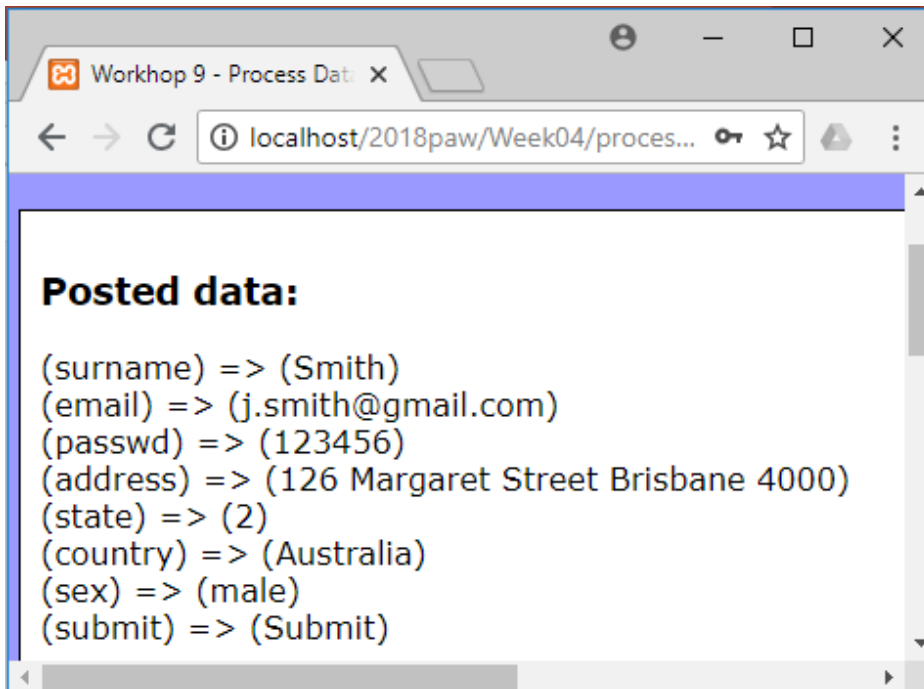 Workhop 9 - Process Dat
localhost/2018paw/Week04/proces...
Posted data:
(surname) => (Smith)
(email) => (j.smith@gmail.com)
(passwd) => (123456)
(address) => (126 Margaret Street Brisbane 4000)
(state) => (2)
(country) => (Australia)
(sex) => (male)
(submit) => (Submit)